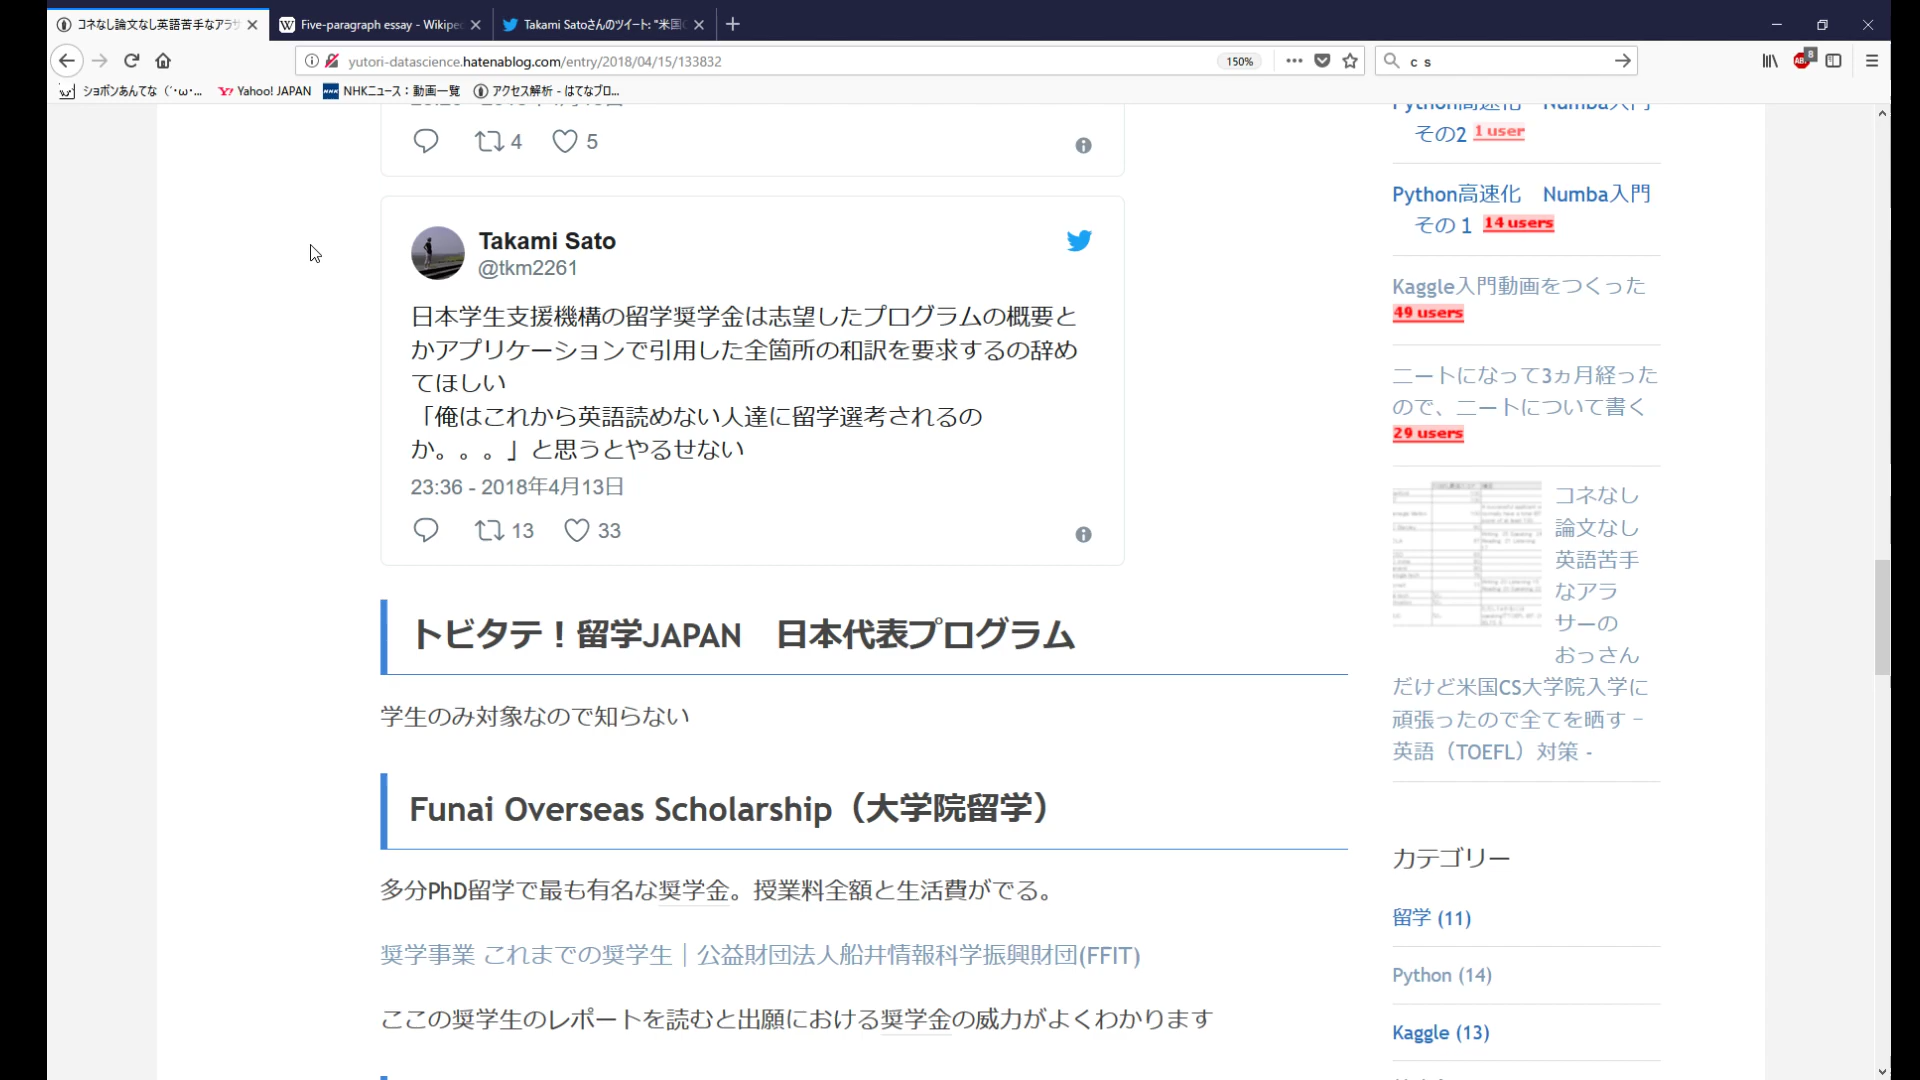 コネなし論文なし英語苦手なアラサ
Five-paragraph essay - Wikipe
Takami Satoさんのツイート: "米国
yutori-datascience.hatenablog.com/entry/2018/04/15/133832
150%
ｃｓ
8
ショボンあんてな（´･ω･...
Yahoo! JAPAN
NHKニュース：動画一覧
アクセス解析 - はてなブロ...
4
5
Takami Sato
@tkm2261
日本学生支援機構の留学奨学金は志望したプログラムの概要と
かアプリケーションで引用した全箇所の和訳を要求するの辞め
てほしい
「俺はこれから英語読めない人達に留学選考されるの
か。。。」と思うとやるせない
23:36 - 2018年4月13日
13
33
トビタテ！留学JAPAN　日本代表プログラム
学生のみ対象なので知らない
Funai Overseas Scholarship（大学院留学）
多分PhD留学で最も有名な奨学金。授業料全額と生活費がでる。
奨学事業 これまでの奨学生｜公益財団法人船井情報科学振興財団(FFIT)
ここの奨学生のレポートを読むと出願における奨学金の威力がよくわかります
Python高速化　Numba入門
その2 1 user
Python高速化　Numba入門
その１ 14 users
Kaggle入門動画をつくった
49 users
ニートになって3ヵ月経った
ので、ニートについて書く
29 users
コネなし
論文なし
英語苦手
なアラ
サーの
おっさん
だけど米国CS大学院入学に
頑張ったので全てを晒す −
英語（TOEFL）対策 -
カテゴリー
留学 (11)
Python (14)
Kaggle (13)